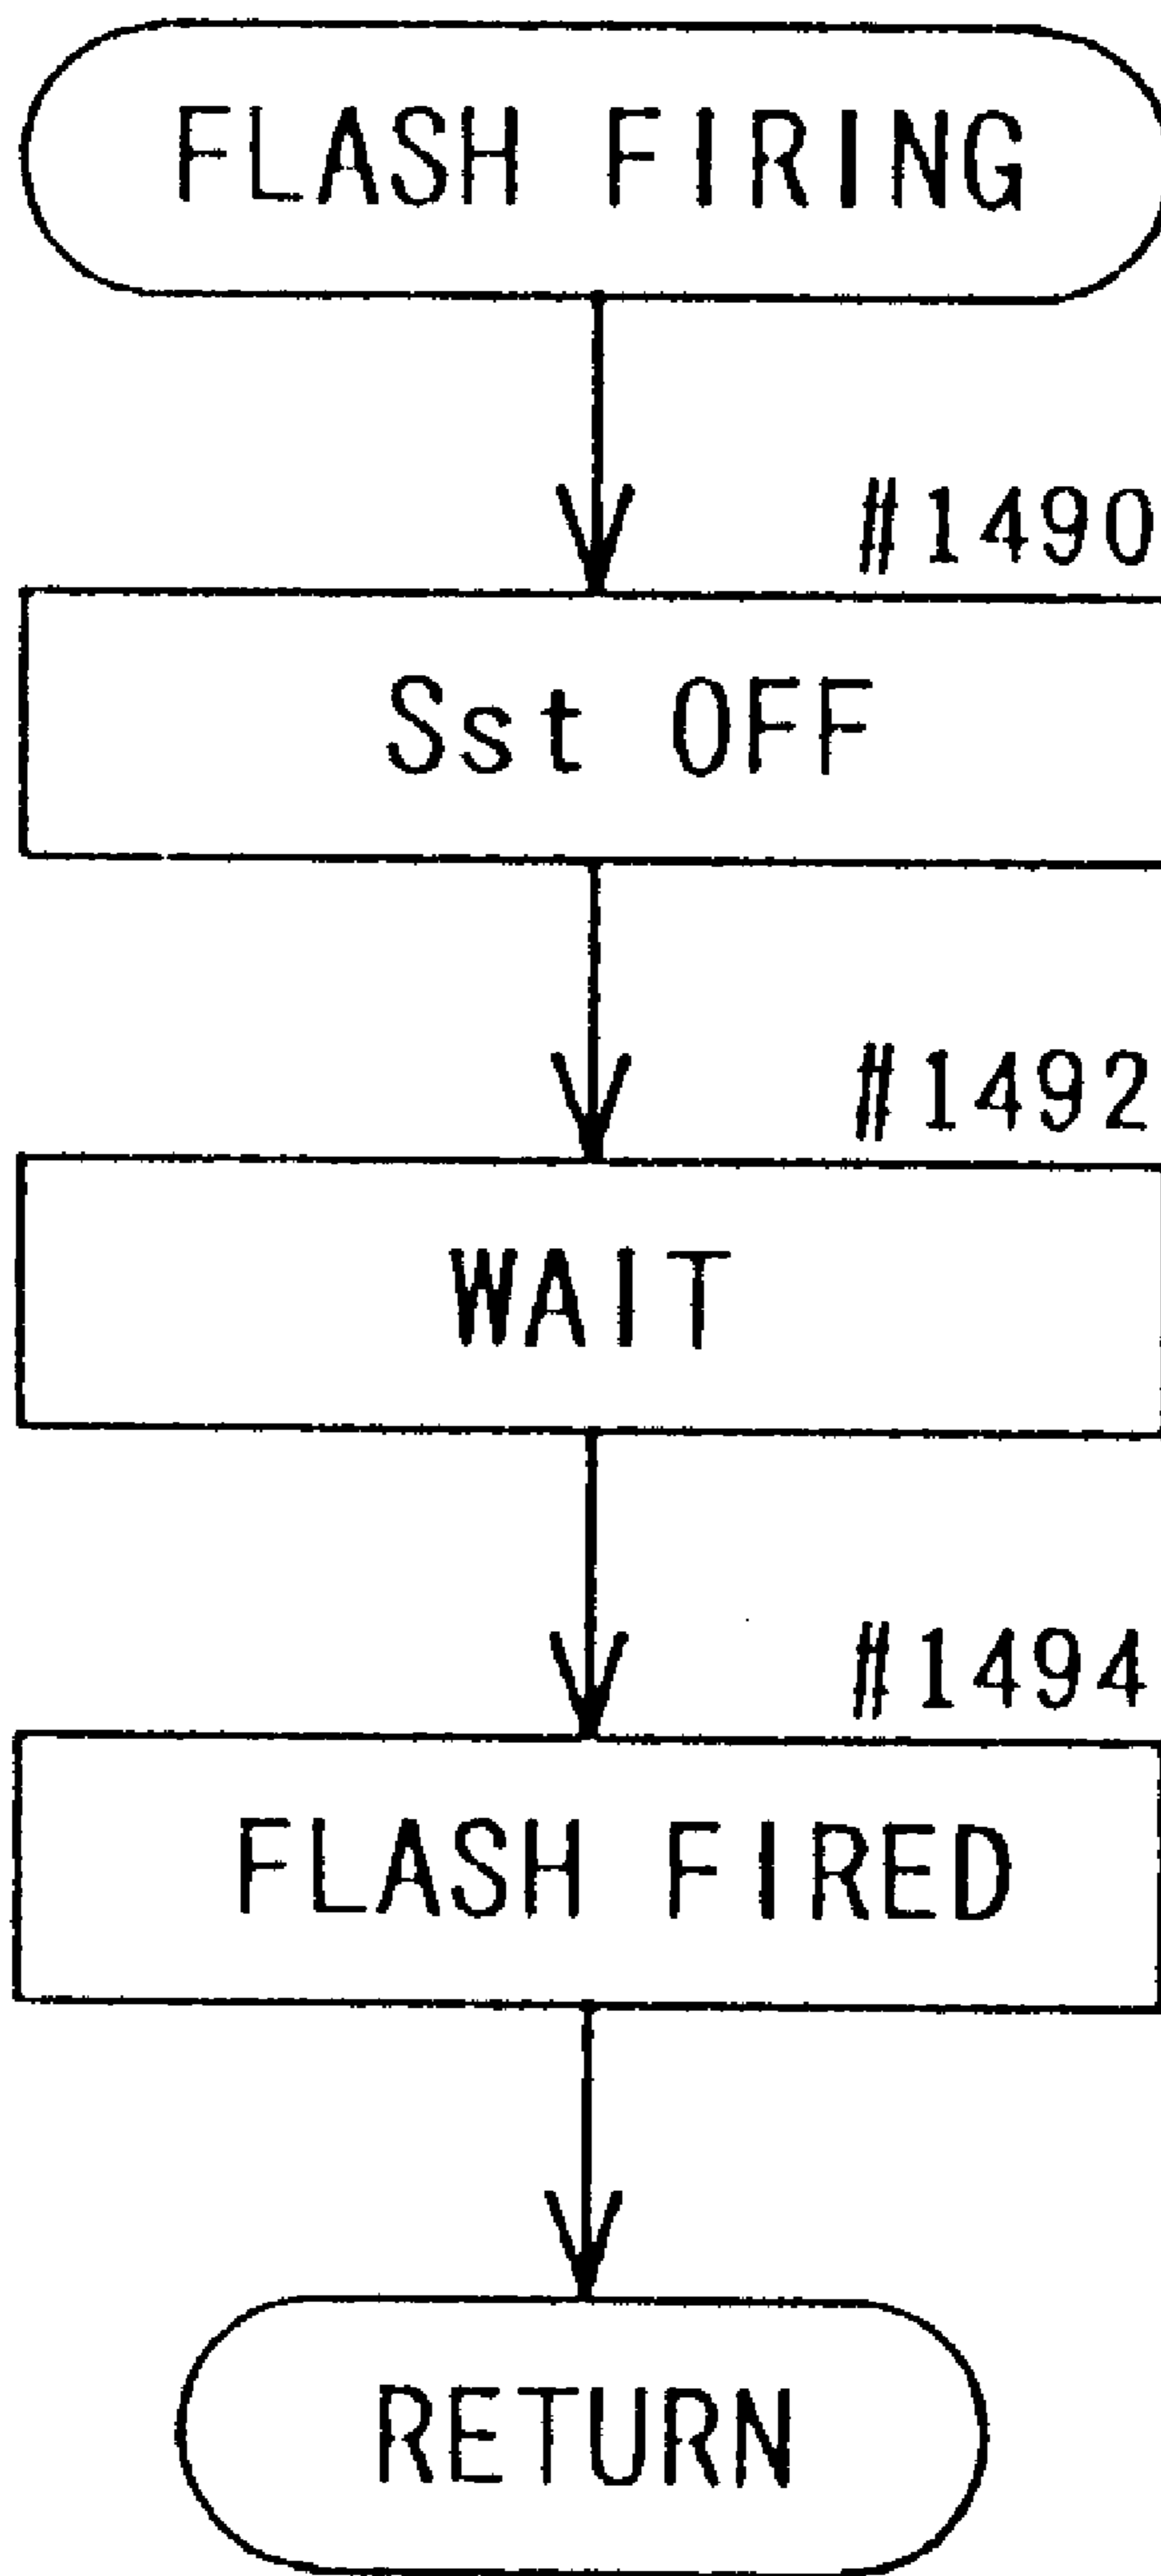 FLASH FIRING
#1490
Sst OFF
#1492
WAIT
#1494
FLASH FIRED
RETURN